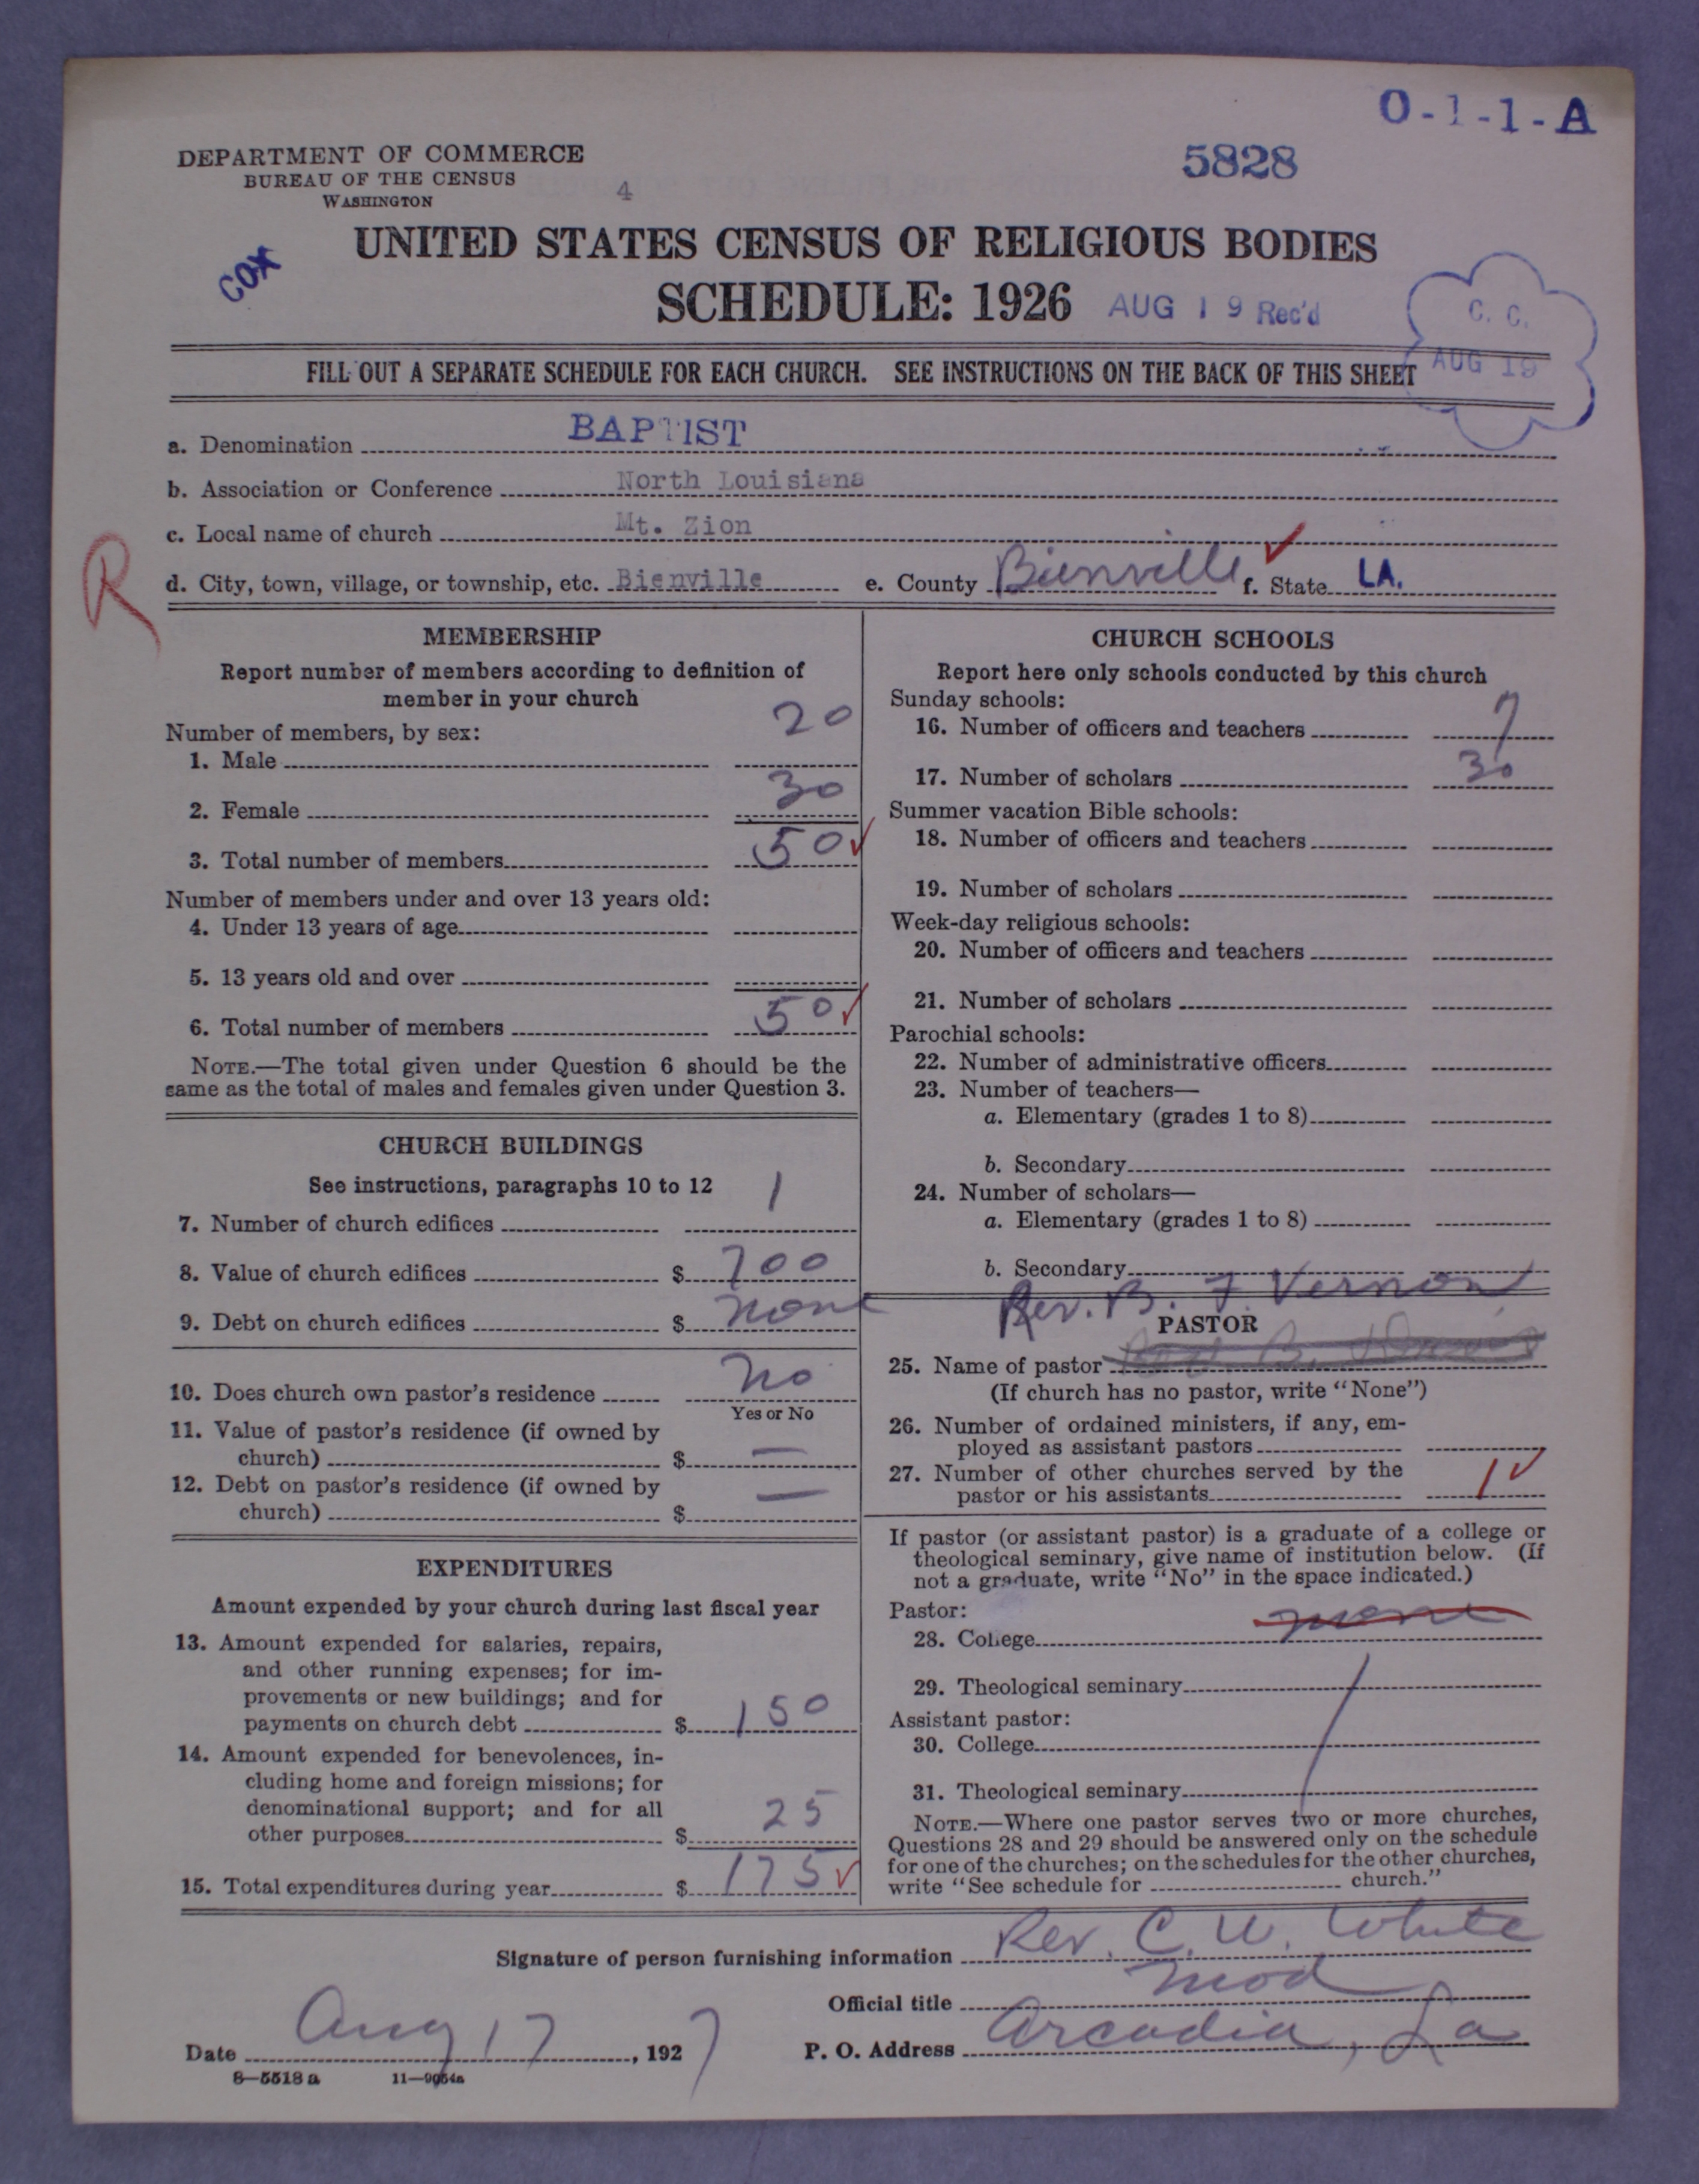 O-1-1-A
DEPARTMENT OF COMMERCE
BUREAU OF THE CENSUS
WASHINGTON
4
5828
COX
UNITED STATES CENSUS OF RELIGIOUS BODIES
SCHEDULE: 1926
AUG 19 Rec'd
C. C.
AUG 19
FILL OUT A SEPARATE SCHEDULE FOR EACH CHURCH. SEE INSTRUCTIONS ON THE BACK OF THIS SHEET
a. Denomination BAPTIST
b. Association or Conference North Louisiana
c. Local name of church Mt. Zion
R
d. City, town, village, or township, etc. Bienville e. County Bienville f. State LA.
MEMBERSHIP
Report number of members according to definition of
member in your church
Number of members, by sex:
1. Male 20
2. Female 30
3. Total number of members 50
Number of members under and over 13 years old:
4. Under 13 years of age
5. 13 years old and over
6. Total number of members 50
NOTE.—The total given under Question 6 should be the
same as the total of males and females given under Question 3.
CHURCH BUILDINGS
See instructions, paragraphs 10 to 12
7. Number of church edifices 1
8. Value of church edifices $ 700
9. Debt on church edifices $ none
10. Does church own pastor's residence no
Yes or No
11. Value of pastor's residence (if owned by
church) $ —
12. Debt on pastor's residence (if owned by
church) $ —
EXPENDITURES
Amount expended by your church during last fiscal year
13. Amount expended for salaries, repairs,
and other running expenses; for im-
provements or new buildings; and for
payments on church debt $ 150
14. Amount expended for benevolences, in-
cluding home and foreign missions; for
denominational support; and for all
other purposes $ 25
15. Total expenditures during year $ 175
CHURCH SCHOOLS
Report here only schools conducted by this church
Sunday schools:
16. Number of officers and teachers 7
17. Number of scholars 30
Summer vacation Bible schools:
18. Number of officers and teachers
19. Number of scholars
Week-day religious schools:
20. Number of officers and teachers
21. Number of scholars
Parochial schools:
22. Number of administrative officers
23. Number of teachers—
a. Elementary (grades 1 to 8)
b. Secondary
24. Number of scholars—
a. Elementary (grades 1 to 8)
b. Secondary
Rev. B. F. Vernon
PASTOR
25. Name of pastor
(If church has no pastor, write "None")
26. Number of ordained ministers, if any, em-
ployed as assistant pastors
27. Number of other churches served by the
pastor or his assistants 1
If pastor (or assistant pastor) is a graduate of a college or
theological seminary, give name of institution below. (If
not a graduate, write "No" in the space indicated.)
Pastor:
28. College none
29. Theological seminary
Assistant pastor:
30. College
31. Theological seminary
NOTE.—Where one pastor serves two or more churches,
Questions 28 and 29 should be answered only on the schedule
for one of the churches; on the schedules for the other churches,
write "See schedule for church."
Signature of person furnishing information Rev. C. W. White
Official title Mod
Date Aug 17, 1927
P. O. Address Arcadia, La
8—5518 a 11—9054a